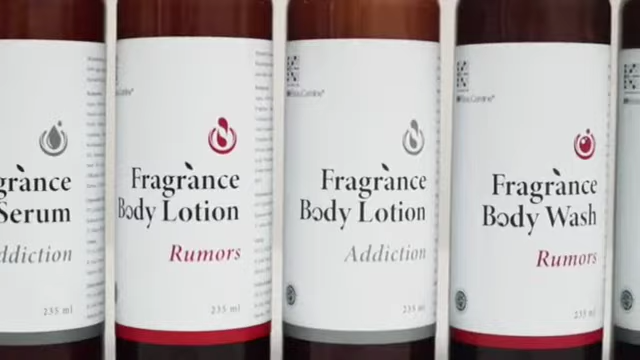 grance
Serum
ddiction
235 ml
Fragrance
Body Lotion
Rumors
235 ml
Fragrance
Body Lotion
Addiction
235 ml
Fragrance
Body Wash
Rumors
235 ml